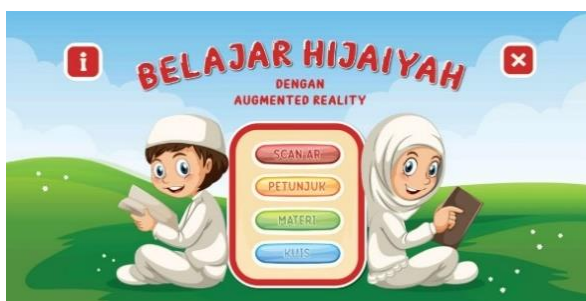 i
BELAJAR HIJAIYAH
DENGAN
AUGMENTED REALITY
SCAN AR
PETUNJUK
MATERI
KUIS